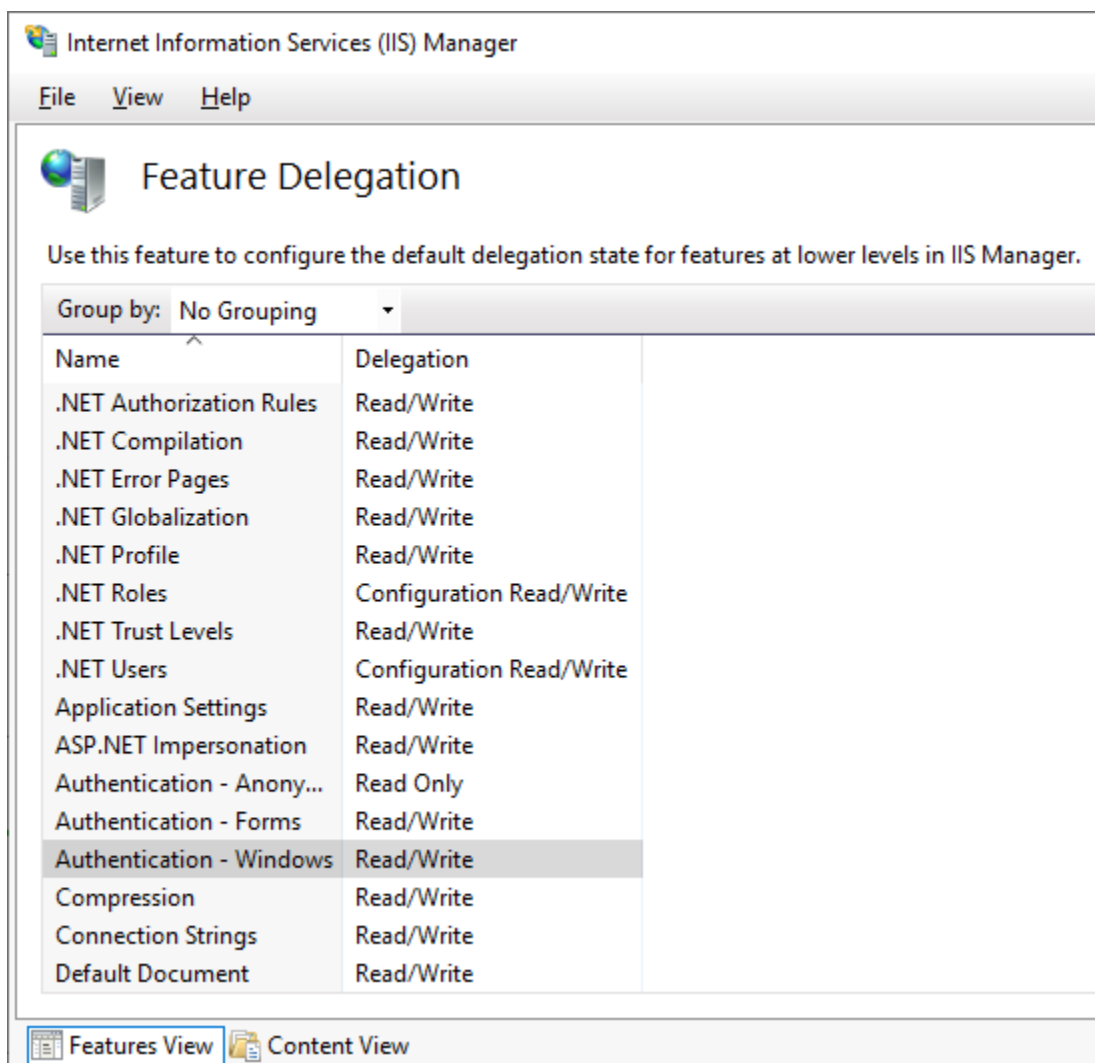 Internet Information Services (IIS) Manager
File View Help
Feature Delegation
Use this feature to configure the default delegation state for features at lower levels in IIS Manager.
Group by: No Grouping
Name Delegation
.NET Authorization Rules Read/Write
.NET Compilation Read/Write
.NET Error Pages Read/Write
.NET Globalization Read/Write
.NET Profile Read/Write
.NET Roles Configuration Read/Write
.NET Trust Levels Read/Write
.NET Users Configuration Read/Write
Application Settings Read/Write
ASP.NET Impersonation Read/Write
Authentication - Anony... Read Only
Authentication - Forms Read/Write
Authentication - Windows Read/Write
Compression Read/Write
Connection Strings Read/Write
Default Document Read/Write
Features View Content View